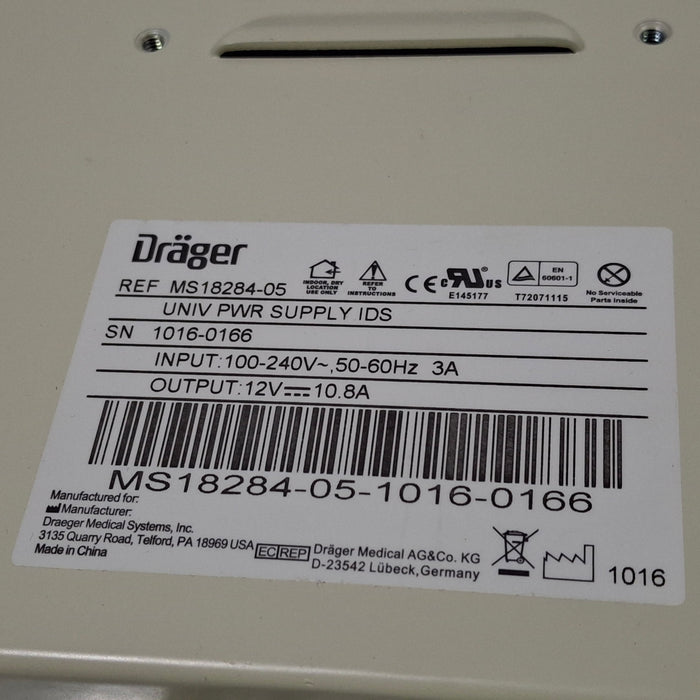 Dräger
REF MS18284-05
INDOOR, DRY
LOCATION
USE ONLY
REFER
TO
INSTRUCTIONS
CE
c RU us
E145177
EN
60601-1
T72071115
No Serviceable
Parts Inside
UNIV PWR SUPPLY IDS
SN 1016-0166
INPUT:100-240V~,50-60Hz 3A
OUTPUT:12V⎓10.8A
MS18284-05-1016-0166
Manufactured for:
Manufacturer:
Draeger Medical Systems, Inc.
3135 Quarry Road, Telford, PA 18969 USA
Made in China
EC REP
Dräger Medical AG&Co. KG
D-23542 Lübeck,Germany
1016